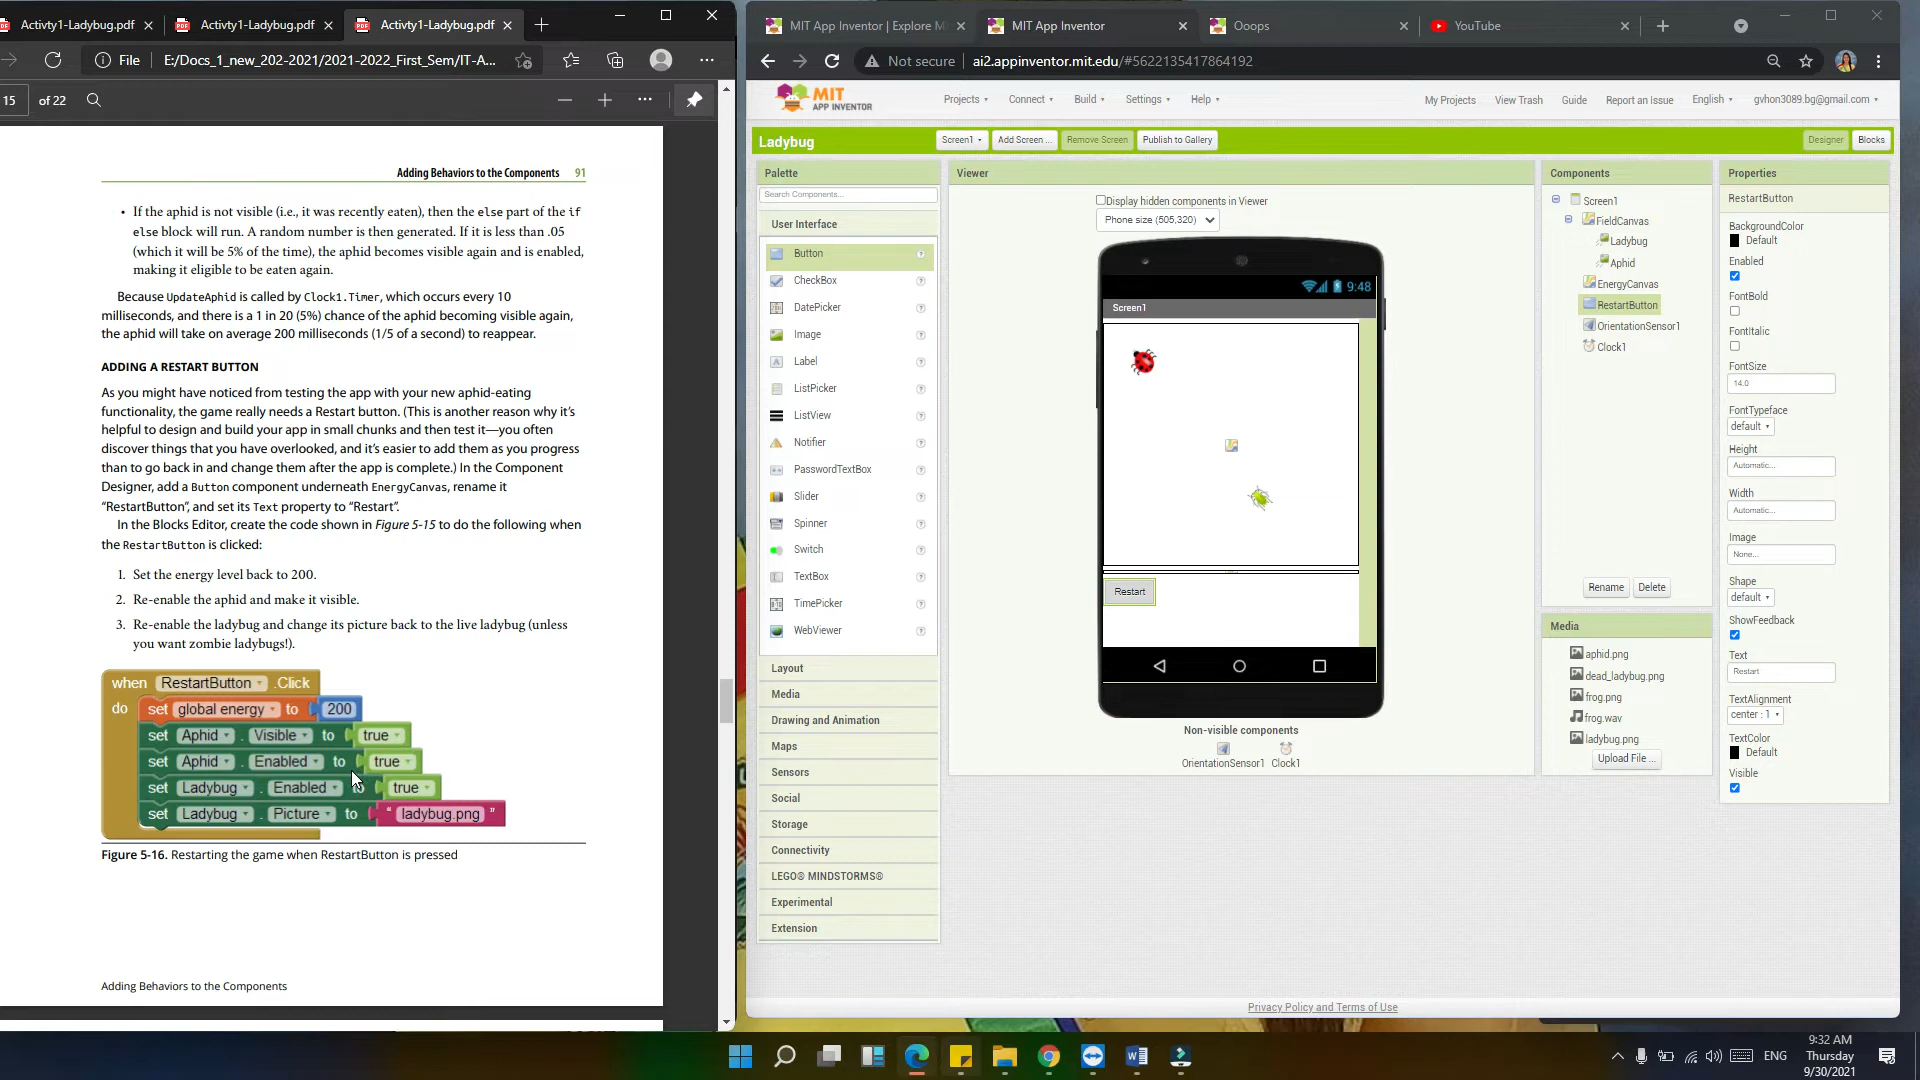 Activty1-Ladybug.pdf
Activty1-Ladybug.pdf
Activty1-Ladybug.pdf
File
E:/Docs_1_new_202-2021/2021-2022_First_Sem/IT-A...
15
of 22
Adding Behaviors to the Components 91
• If the aphid is not visible (i.e., it was recently eaten), then the else part of the if
else block will run. A random number is then generated. If it is less than .05
(which it will be 5% of the time), the aphid becomes visible again and is enabled,
making it eligible to be eaten again.
Because UpdateAphid is called by Clock1.Timer, which occurs every 10
milliseconds, and there is a 1 in 20 (5%) chance of the aphid becoming visible again,
the aphid will take on average 200 milliseconds (1/5 of a second) to reappear.
ADDING A RESTART BUTTON
As you might have noticed from testing the app with your new aphid-eating
functionality, the game really needs a Restart button. (This is another reason why it's
helpful to design and build your app in small chunks and then test it—you often
discover things that you have overlooked, and it's easier to add them as you progress
than to go back in and change them after the app is complete.) In the Component
Designer, add a Button component underneath EnergyCanvas, rename it
“RestartButton”, and set its Text property to “Restart”.
In the Blocks Editor, create the code shown in Figure 5-15 to do the following when
the RestartButton is clicked:
1. Set the energy level back to 200.
2. Re-enable the aphid and make it visible.
3. Re-enable the ladybug and change its picture back to the live ladybug (unless
you want zombie ladybugs!).
when RestartButton .Click
do set global energy to 200
set Aphid . Visible to true
set Aphid . Enabled to true
set Ladybug . Enabled to true
set Ladybug . Picture to “ ladybug.png ”
Figure 5-16. Restarting the game when RestartButton is pressed
Adding Behaviors to the Components
MIT App Inventor | Explore M
MIT App Inventor
Ooops
YouTube
Not secure
ai2.appinventor.mit.edu/#5622135417864192
MIT
APP INVENTOR
Projects
Connect
Build
Settings
Help
My Projects
View Trash
Guide
Report an Issue
English
gvhon3089.bg@gmail.com
Ladybug
Screen1
Add Screen ...
Remove Screen
Publish to Gallery
Designer
Blocks
Palette
Search Components...
User Interface
Button
CheckBox
DatePicker
Image
Label
ListPicker
ListView
Notifier
PasswordTextBox
Slider
Spinner
Switch
TextBox
TimePicker
WebViewer
Layout
Media
Drawing and Animation
Maps
Sensors
Social
Storage
Connectivity
LEGO® MINDSTORMS®
Experimental
Extension
Viewer
Display hidden components in Viewer
Phone size (505,320)
9:48
Screen1
Restart
Non-visible components
OrientationSensor1
Clock1
Components
Screen1
FieldCanvas
Ladybug
Aphid
EnergyCanvas
RestartButton
OrientationSensor1
Clock1
Rename
Delete
Media
aphid.png
dead_ladybug.png
frog.png
frog.wav
ladybug.png
Upload File ...
Properties
RestartButton
BackgroundColor
Default
Enabled
FontBold
FontItalic
FontSize
14.0
FontTypeface
default
Height
Automatic...
Width
Automatic...
Image
None...
Shape
default
ShowFeedback
Text
Restart
TextAlignment
center : 1
TextColor
Default
Visible
Privacy Policy and Terms of Use
ENG
9:32 AM
Thursday
9/30/2021